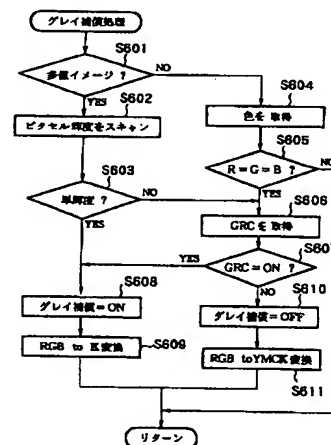 グレイ補償処理
S601
多値イメージ ?
NO
YES
S602
ピクセル輝度をスキャン
S603
単輝度 ?
NO
YES
S604
色を取得
S605
R=G=B ?
NO
YES
S606
GRCを取得
S607
GRC=ON ?
YES
NO
S608
グレイ補償=ON
S609
RGB to K変換
S610
グレイ補償=OFF
RGB toYMCK変換
S611
リターン